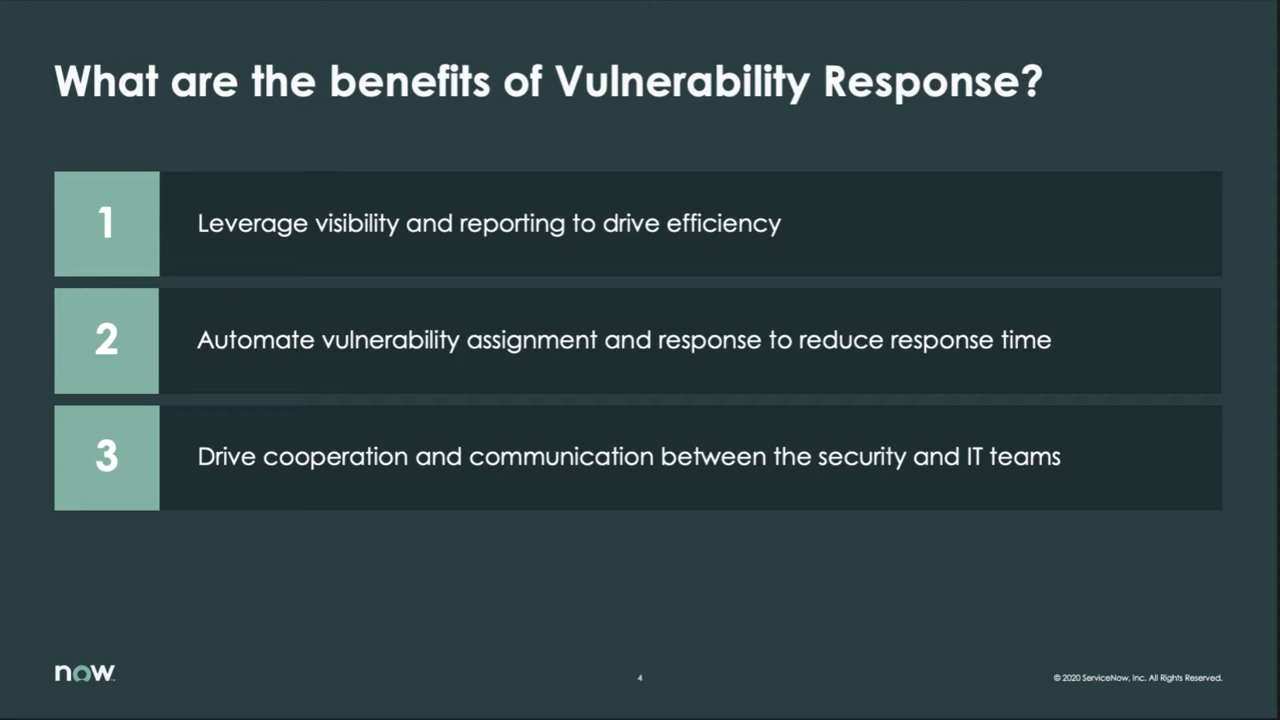 What are the benefits of Vulnerability Response?
1
Leverage visibility and reporting to drive efficiency
2
Automate vulnerability assignment and response to reduce response time
3
Drive cooperation and communication between the security and IT teams
now
4
© 2020 ServiceNow, Inc. All Rights Reserved.